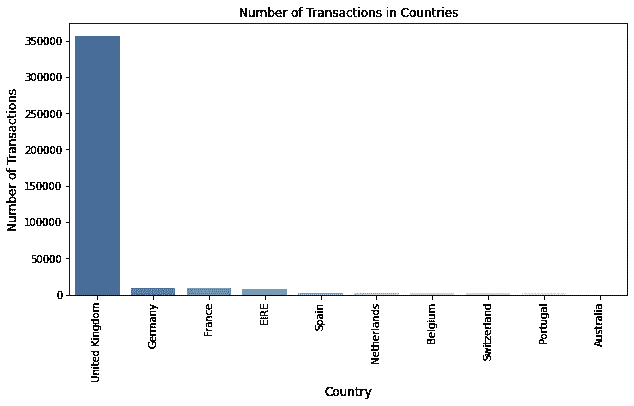 Number of Transactions in Countries
Number of Transactions
350000
300000
250000
200000
150000
100000
50000
0
United Kingdom
Germany
France
EIRE
Spain
Netherlands
Belgium
Switzerland
Portugal
Australia
Country